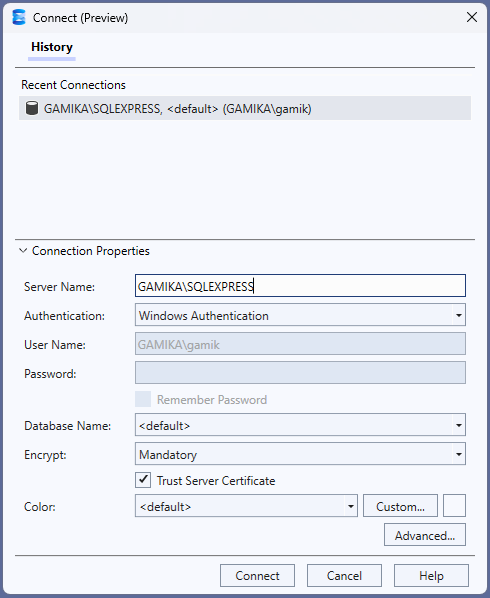 Connect (Preview)
History
Recent Connections
GAMIKA\SQLEXPRESS, <default> (GAMIKA\gamik)
Connection Properties
Server Name: GAMIKA\SQLEXPRESS
Authentication: Windows Authentication
User Name: GAMIKA\gamik
Password:
Remember Password
Database Name: <default>
Encrypt: Mandatory
Trust Server Certificate
Color: <default> Custom...
Advanced...
Connect Cancel Help